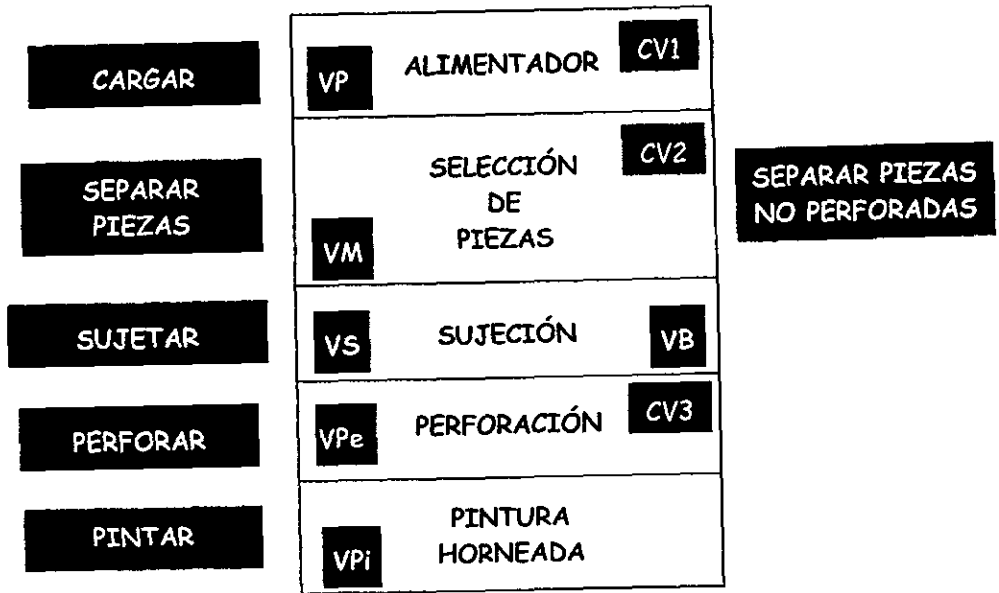 CARGAR
VP
ALIMENTADOR
CV1
SEPARAR
PIEZAS
SELECCIÓN
DE
PIEZAS
CV2
VM
SEPARAR PIEZAS
NO PERFORADAS
SUJETAR
VS
SUJECIÓN
VB
PERFORAR
VPe
PERFORACIÓN
CV3
PINTAR
VPi
PINTURA
HORNEADA